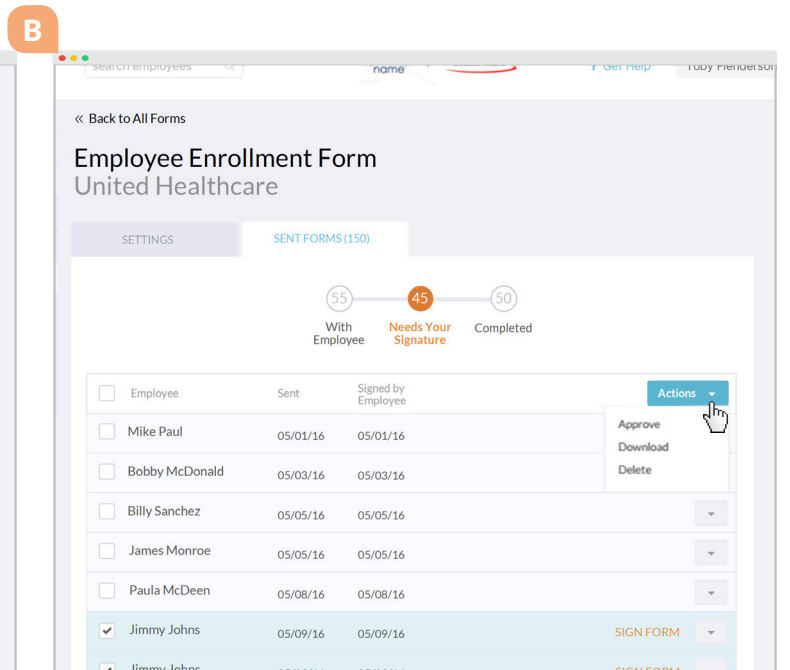 B
search employees
name
? Get Help
Toby Flenderson
« Back to All Forms
Employee Enrollment Form
United Healthcare
SETTINGS
SENT FORMS (150)
55
45
50
With
Employee
Needs Your
Signature
Completed
Employee
Sent
Signed by
Employee
Actions
Approve
Download
Delete
Mike Paul 05/01/16 05/01/16
Bobby McDonald 05/03/16 05/03/16
Billy Sanchez 05/05/16 05/05/16
James Monroe 05/05/16 05/05/16
Paula McDeen 05/08/16 05/08/16
Jimmy Johns 05/09/16 05/09/16 SIGN FORM
Jimmy Johns SIGN FORM